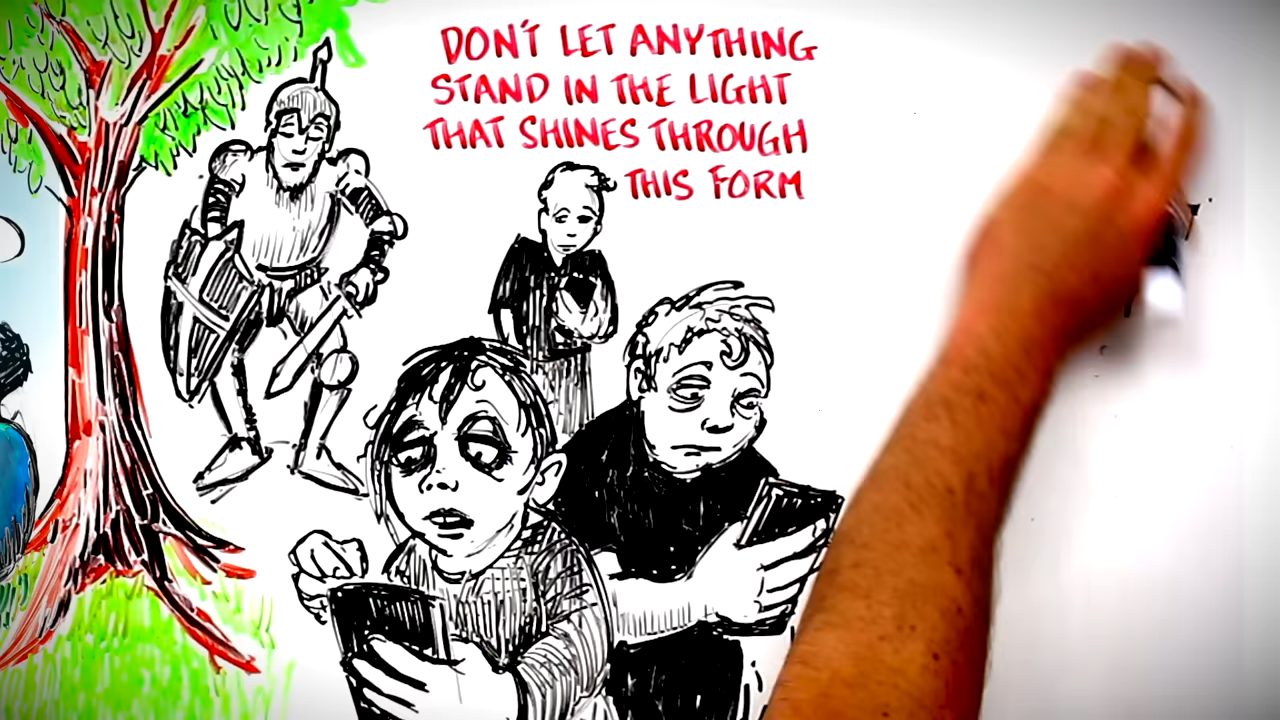 DON'T LET ANYTHING
STAND IN THE LIGHT
THAT SHINES THROUGH
THIS FORM